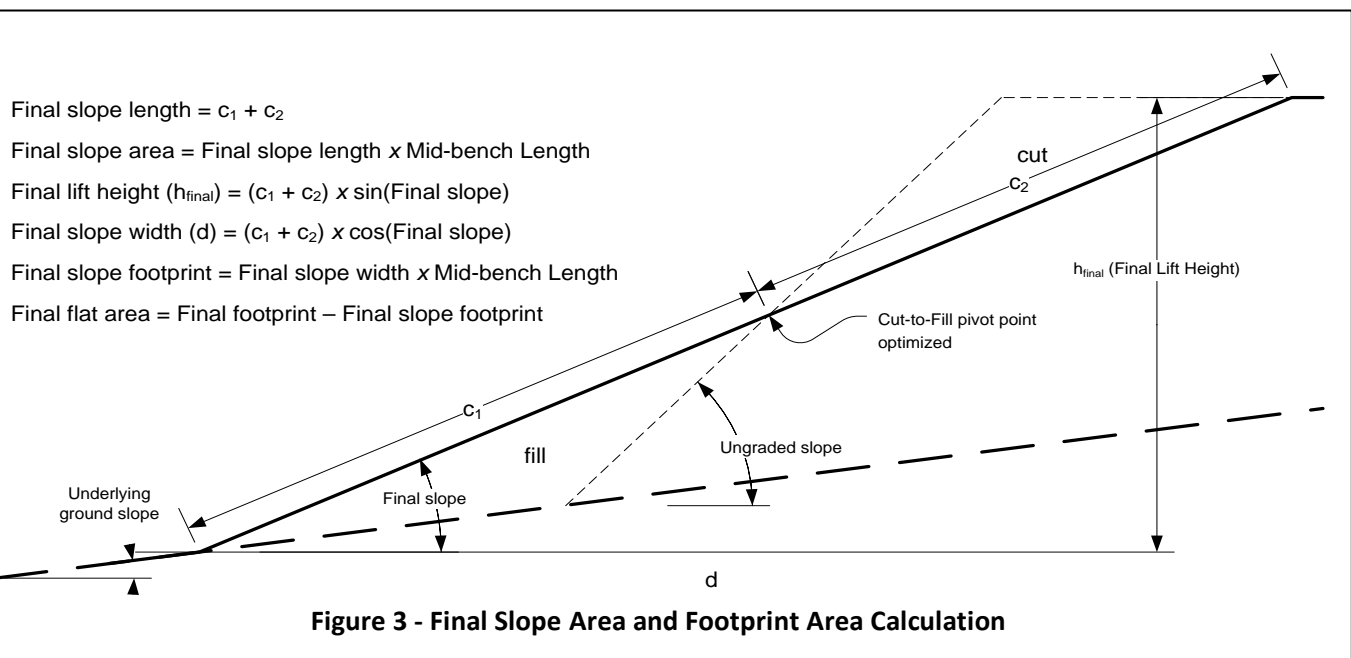 Final slope length = c₁ + c₂
Final slope area = Final slope length x Mid-bench Length
Final lift height (hfinal) = (c₁ + c₂) x sin(Final slope)
Final slope width (d) = (c₁ + c₂) x cos(Final slope)
Final slope footprint = Final slope width x Mid-bench Length
Final flat area = Final footprint – Final slope footprint
cut
c₂
hfinal (Final Lift Height)
Cut-to-Fill pivot point
optimized
c₁
fill
Ungraded slope
Underlying
ground slope
Final slope
d
Figure 3 - Final Slope Area and Footprint Area Calculation